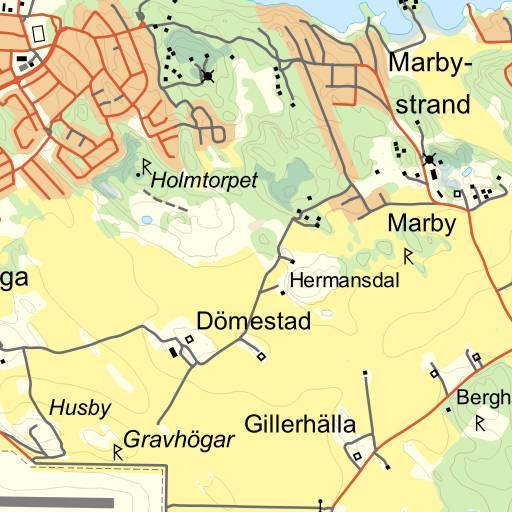 Marby-
strand
Holmtorpet
Marby
ga
Hermansdal
Dömestad
Husby
Gillerhälla
Bergh
Gravhögar